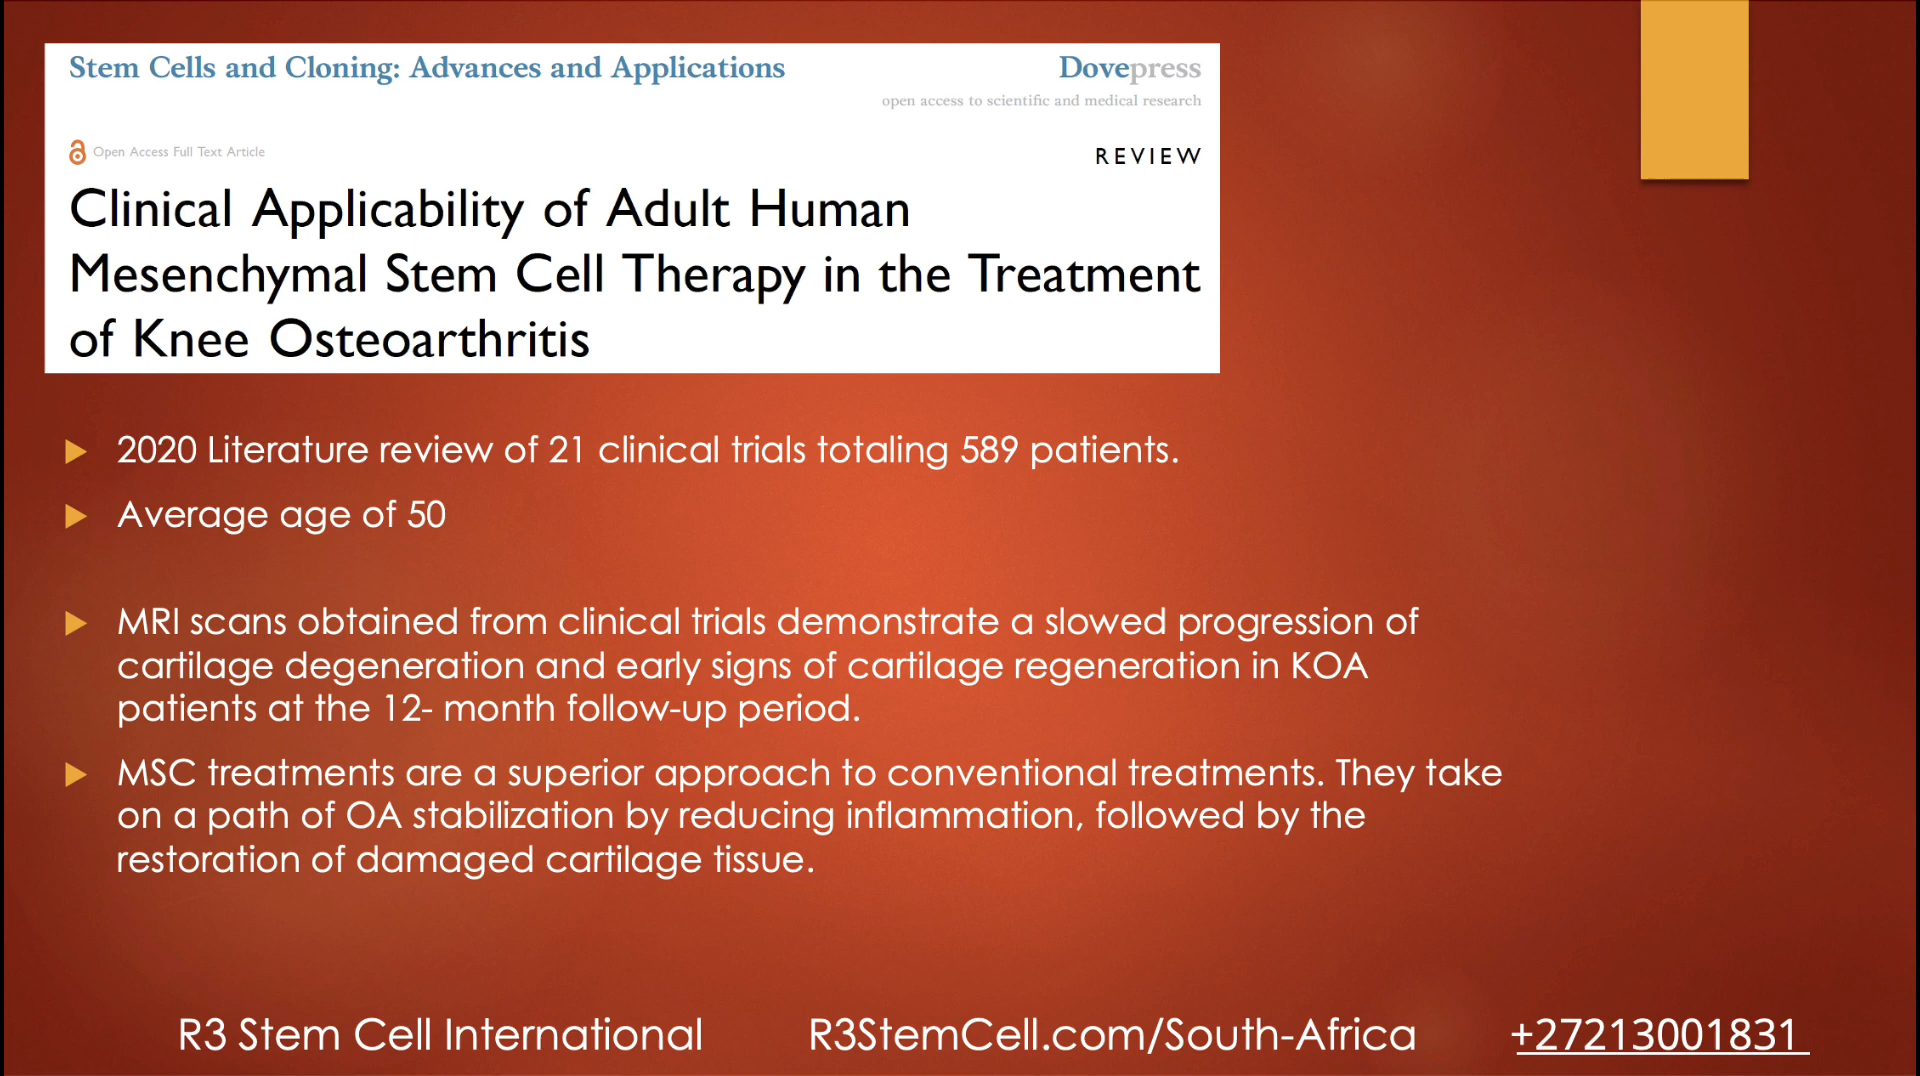 Stem Cells and Cloning: Advances and Applications
Dovepress
open access to scientific and medical research
Open Access Full Text Article
REVIEW
Clinical Applicability of Adult Human
Mesenchymal Stem Cell Therapy in the Treatment
of Knee Osteoarthritis
2020 Literature review of 21 clinical trials totaling 589 patients.
Average age of 50
MRI scans obtained from clinical trials demonstrate a slowed progression of
cartilage degeneration and early signs of cartilage regeneration in KOA
patients at the 12- month follow-up period.
MSC treatments are a superior approach to conventional treatments. They take
on a path of OA stabilization by reducing inflammation, followed by the
restoration of damaged cartilage tissue.
R3 Stem Cell International R3StemCell.com/South-Africa +27213001831